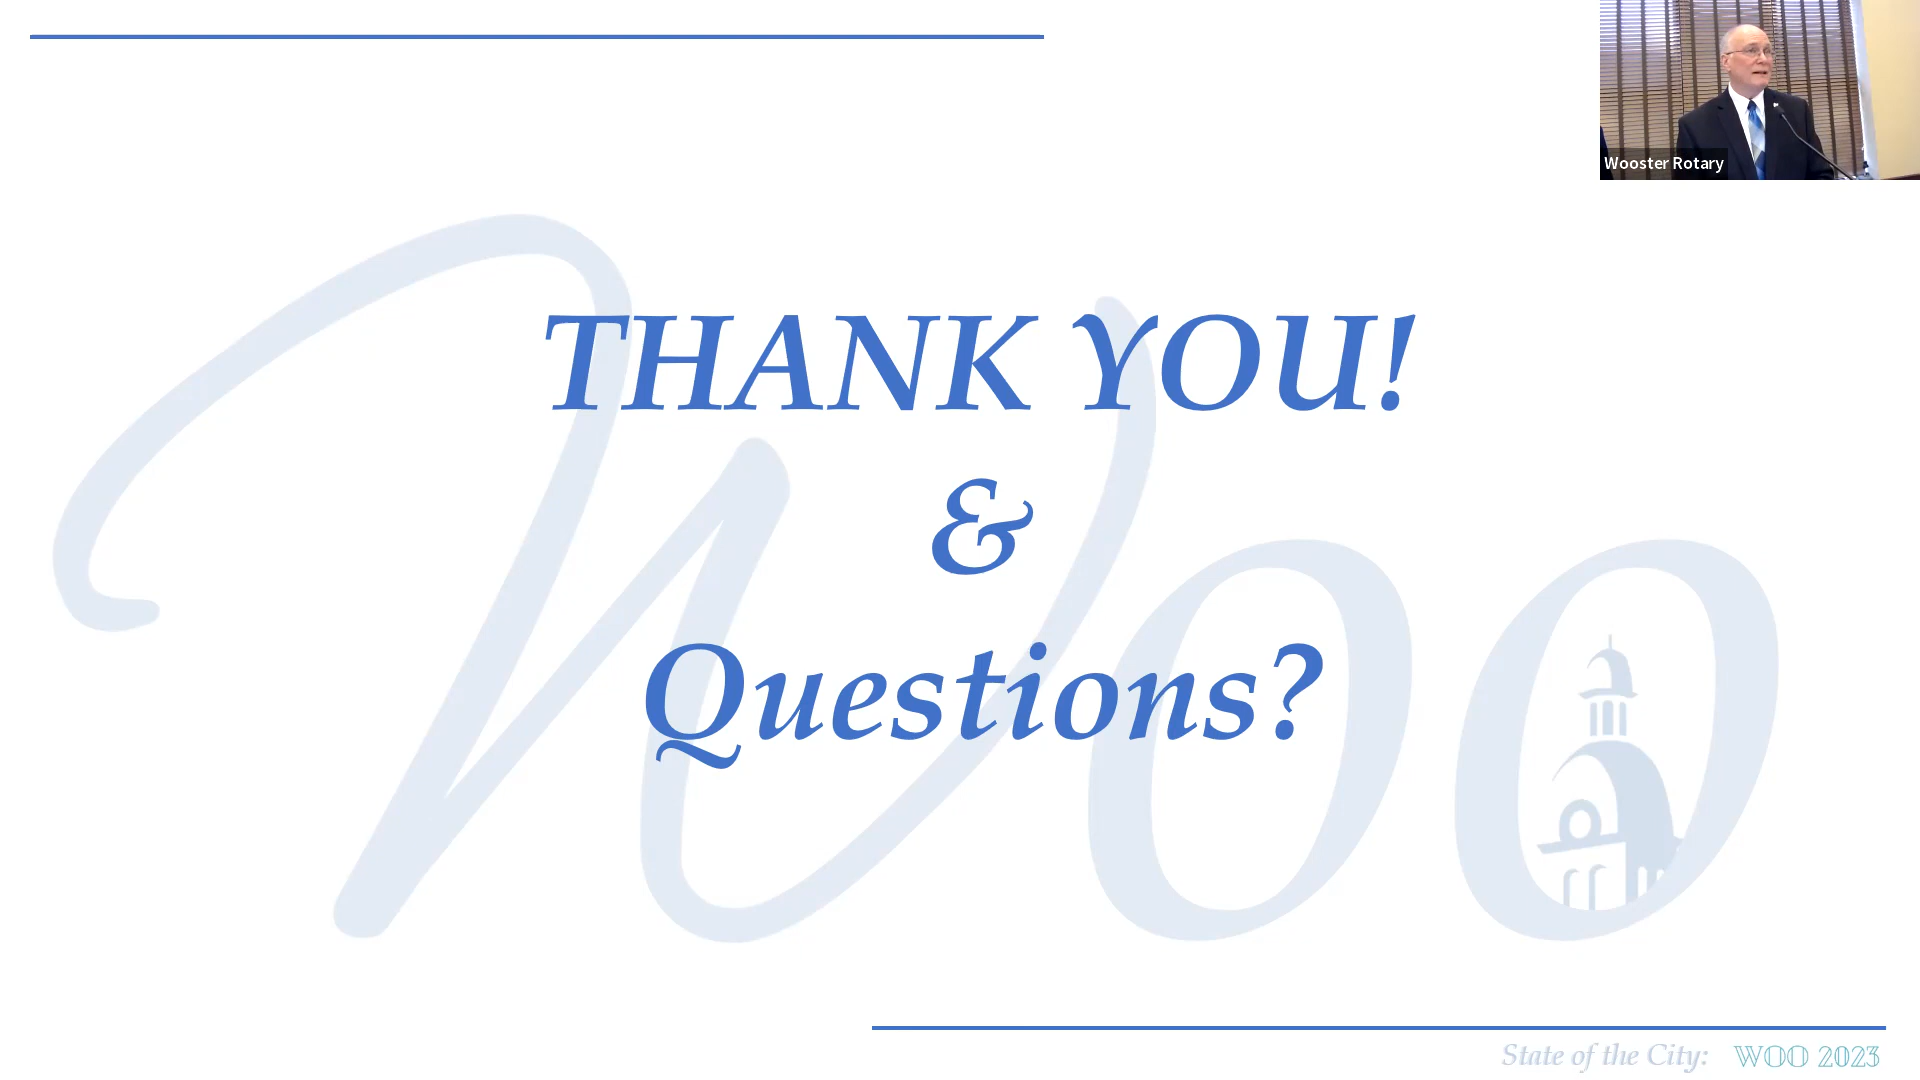 Wooster Rotary
Woo
THANK YOU!
&
Questions?
State of the City: WOO 2023